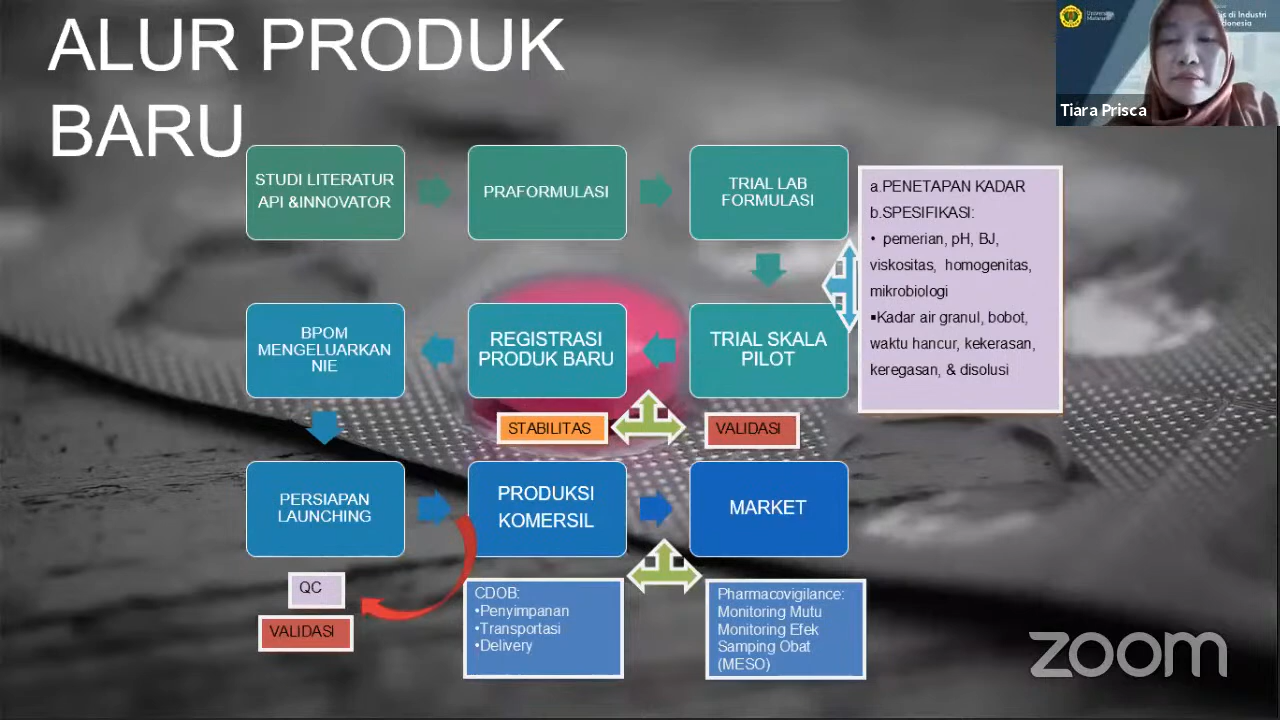 ALUR PRODUK
BARU
Tiara Prisca
STUDI LITERATUR
API &INNOVATOR
PRAFORMULASI
TRIAL LAB
FORMULASI
a.PENETAPAN KADAR
b.SPESIFIKASI:
• pemerian, pH, BJ,
viskositas, homogenitas,
mikrobiologi
▪Kadar air granul, bobot,
waktu hancur, kekerasan,
keregasan, & disolusi
BPOM
MENGELUARKAN
NIE
REGISTRASI
PRODUK BARU
TRIAL SKALA
PILOT
STABILITAS
VALIDASI
PERSIAPAN
LAUNCHING
PRODUKSI
KOMERSIL
MARKET
QC
VALIDASI
CDOB:
•Penyimpanan
•Transportasi
•Delivery
Pharmacovigilance:
Monitoring Mutu
Monitoring Efek
Samping Obat
(MESO)
zoom